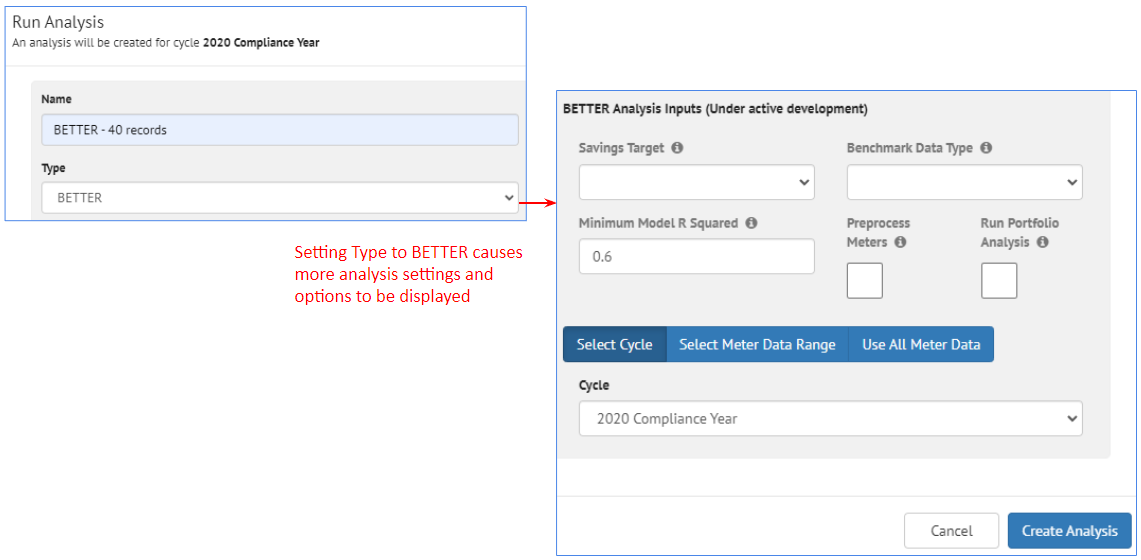 Run Analysis
An analysis will be created for cycle 2020 Compliance Year
Name
BETTER - 40 records
Type
BETTER
Setting Type to BETTER causes
more analysis settings and
options to be displayed
BETTER Analysis Inputs (Under active development)
Savings Target
Benchmark Data Type
Minimum Model R Squared
0.6
Preprocess
Meters
Run Portfolio
Analysis
Select Cycle
Select Meter Data Range
Use All Meter Data
Cycle
2020 Compliance Year
Cancel
Create Analysis